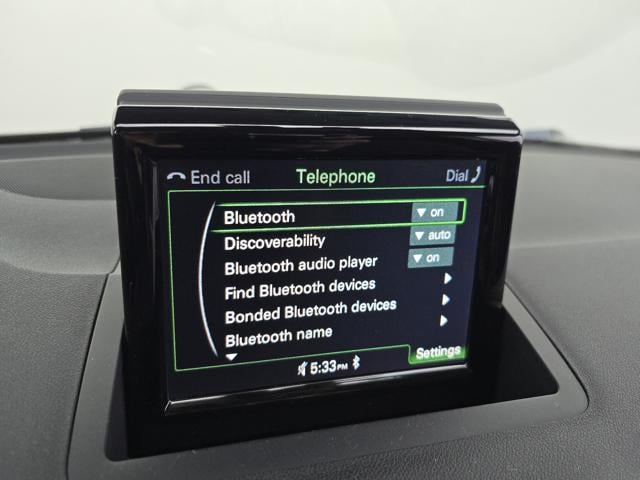 End call Telephone Dial
Bluetooth on
Discoverability auto
Bluetooth audio player on
Find Bluetooth devices
Bonded Bluetooth devices
Bluetooth name
Settings
5:33PM